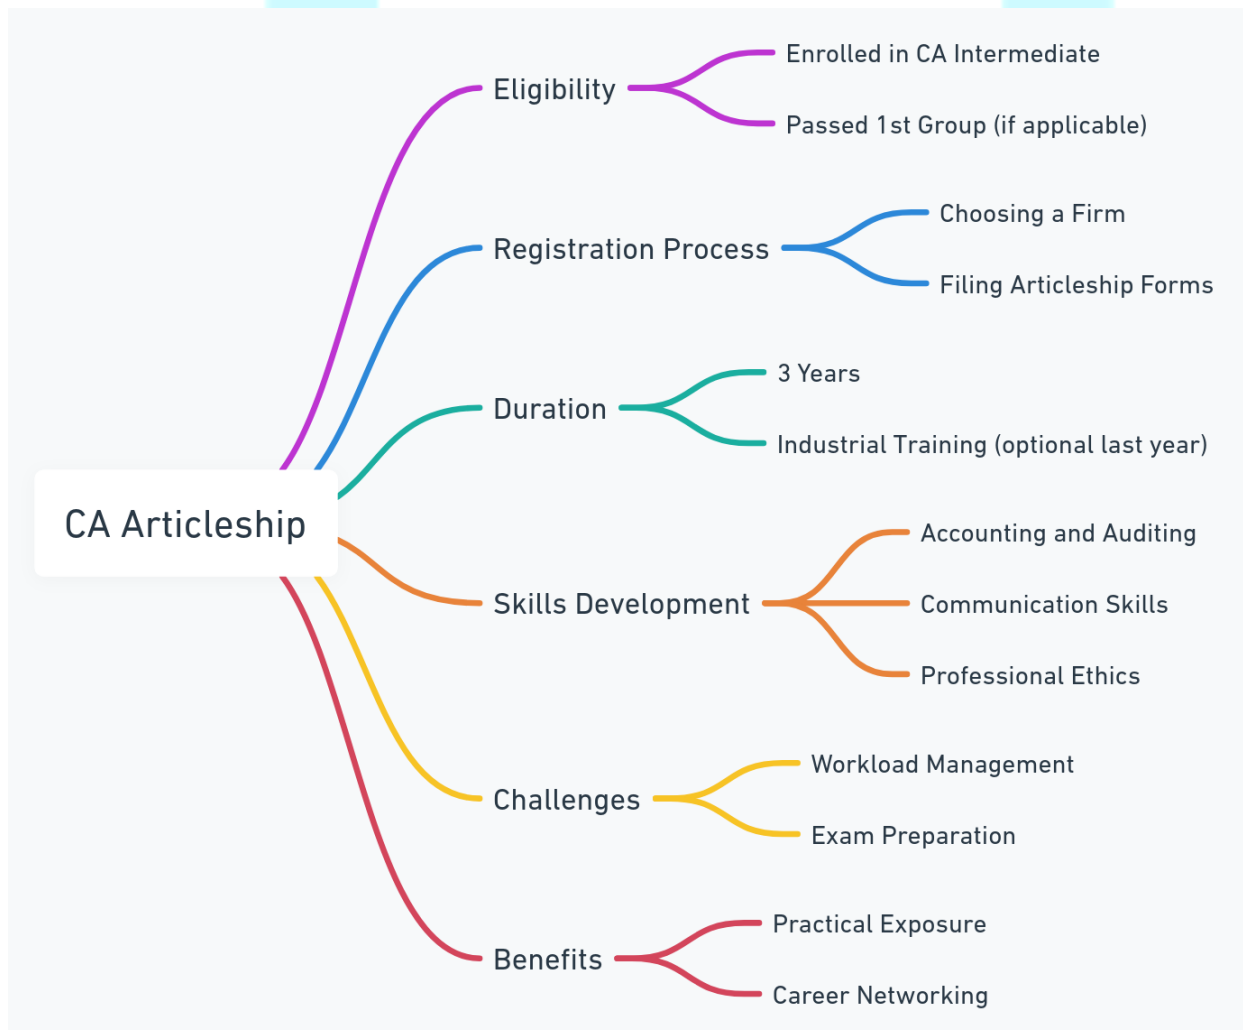 CA Articleship
Eligibility
Enrolled in CA Intermediate
Passed 1st Group (if applicable)
Registration Process
Choosing a Firm
Filing Articleship Forms
Duration
3 Years
Industrial Training (optional last year)
Skills Development
Accounting and Auditing
Communication Skills
Professional Ethics
Challenges
Workload Management
Exam Preparation
Benefits
Practical Exposure
Career Networking